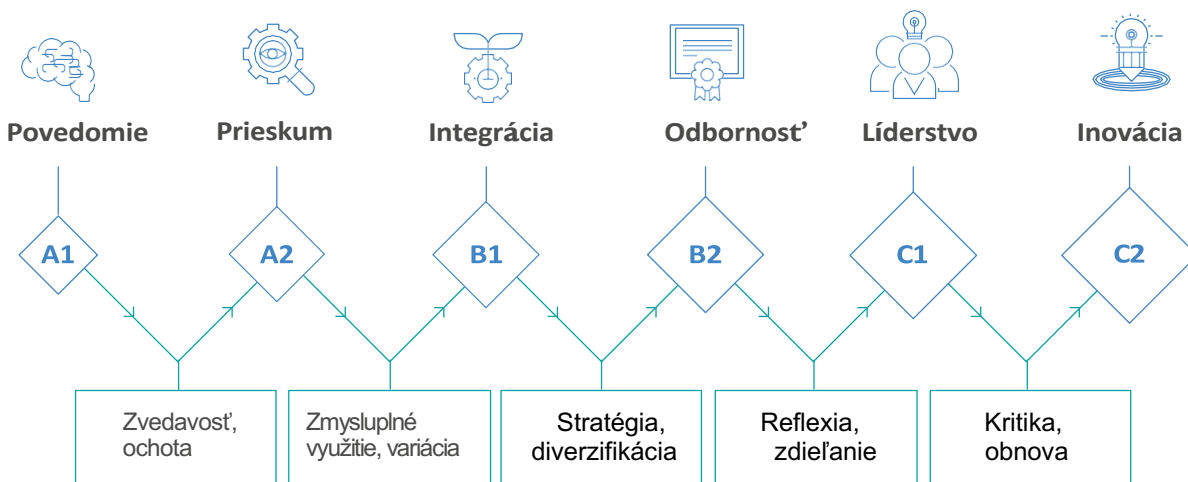 Povedomie
Prieskum
Integrácia
Odbornosť
Líderstvo
Inovácia
A1
A2
B1
B2
C1
C2
Zvedavosť,
ochota
Zmysluplné
využitie, variácia
Stratégia,
diverzifikácia
Reflexia,
zdieľanie
Kritika,
obnova